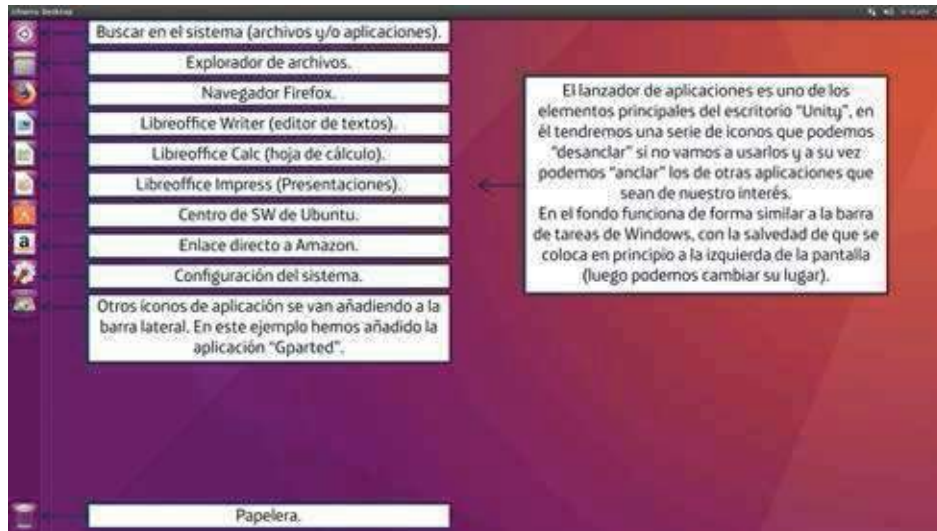 Ubuntu Desktop
Buscar en el sistema (archivos y/o aplicaciones).
Explorador de archivos.
Navegador Firefox.
Libreoffice Writer (editor de textos).
Libreoffice Calc (hoja de cálculo).
Libreoffice Impress (Presentaciones).
Centro de SW de Ubuntu.
Enlace directo a Amazon.
Configuración del sistema.
Otros íconos de aplicación se van añadiendo a la
barra lateral. En este ejemplo hemos añadido la
aplicación "Gparted".
El lanzador de aplicaciones es uno de los
elementos principales del escritorio "Unity", en
él tendremos una serie de iconos que podemos
"desanclar" si no vamos a usarlos y a su vez
podemos "anclar" los de otras aplicaciones que
sean de nuestro interés.
En el fondo funciona de forma similar a la barra
de tareas de Windows, con la salvedad de que se
coloca en principio a la izquierda de la pantalla
(luego podemos cambiar su lugar).
Papelera.